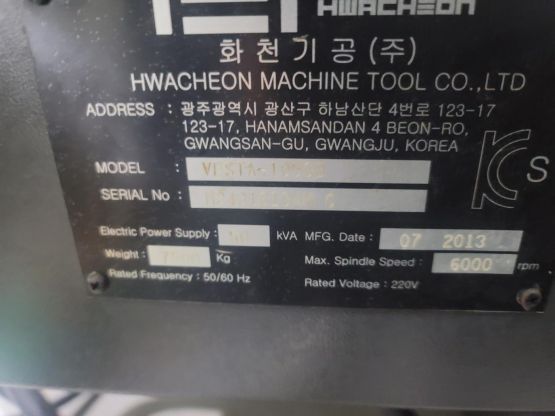 HWACHEON
화천기공(주)
HWACHEON MACHINE TOOL CO.,LTD
ADDRESS : 광주광역시 광산구 하남산단 4번로 123-17
123-17, HANAMSANDAN 4 BEON-RO,
GWANGSAN-GU, GWANGJU, KOREA
MODEL :
SERIAL No :
Electric Power Supply : kVA MFG. Date : 07 2013
Weight : Kg Max. Spindle Speed : 6000 rpm
Rated Frequency : 50/60 Hz Rated Voltage : 220V